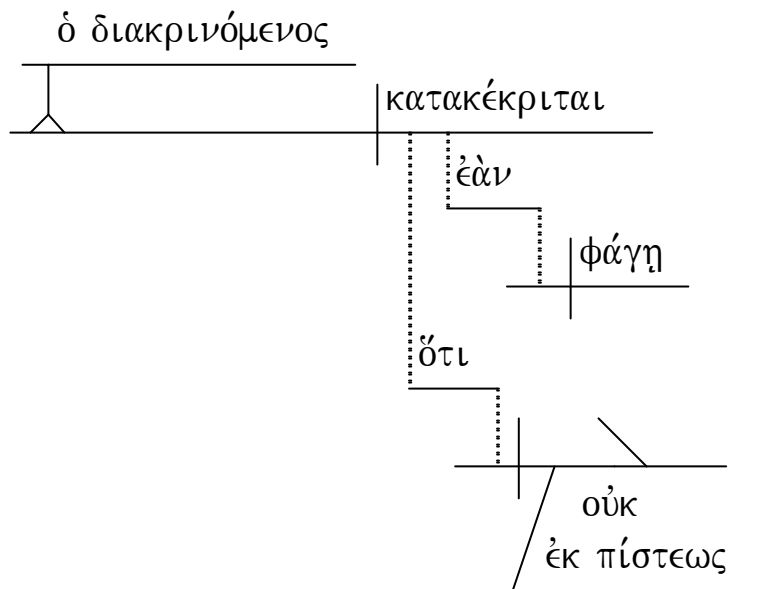 ὁ διακρινόμενος
κατακέκριται
ἐὰν
φάγῃ
ὅτι
οὐκ
ἐκ πίστεως